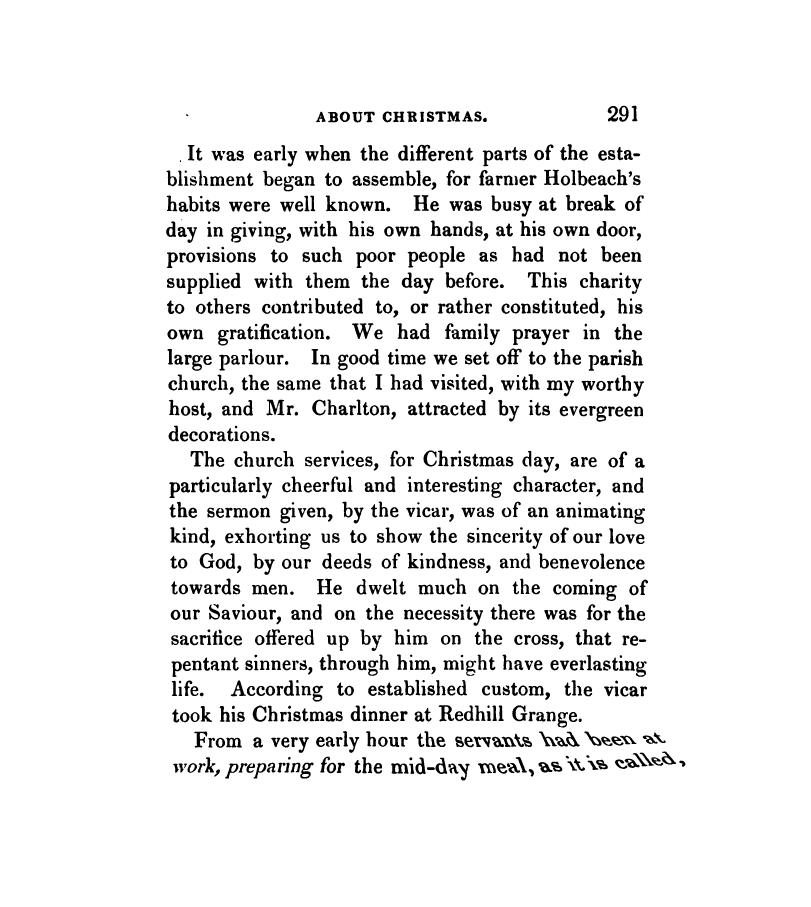 ABOUT CHRISTMAS. 291
It was early when the different parts of the esta-
blishment began to assemble, for farmer Holbeach's
habits were well known. He was busy at break of
day in giving, with his own hands, at his own door,
provisions to such poor people as had not been
supplied with them the day before. This charity
to others contributed to, or rather constituted, his
own gratification. We had family prayer in the
large parlour. In good time we set off to the parish
church, the same that I had visited, with my worthy
host, and Mr. Charlton, attracted by its evergreen
decorations.
The church services, for Christmas day, are of a
particularly cheerful and interesting character, and
the sermon given, by the vicar, was of an animating
kind, exhorting us to show the sincerity of our love
to God, by our deeds of kindness, and benevolence
towards men. He dwelt much on the coming of
our Saviour, and on the necessity there was for the
sacrifice offered up by him on the cross, that re-
pentant sinners, through him, might have everlasting
life. According to established custom, the vicar
took his Christmas dinner at Redhill Grange.
From a very early hour the servants had been at
work, preparing for the mid-day meal, as it is called,